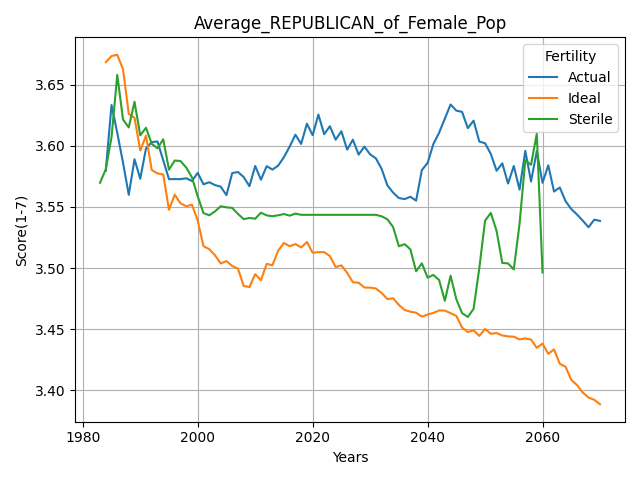 Average_REPUBLICAN_of_Female_Pop
Fertility
Actual
Ideal
Sterile
Score(1-7)
3.65
3.60
3.55
3.50
3.45
3.40
1980
2000
2020
2040
2060
Years